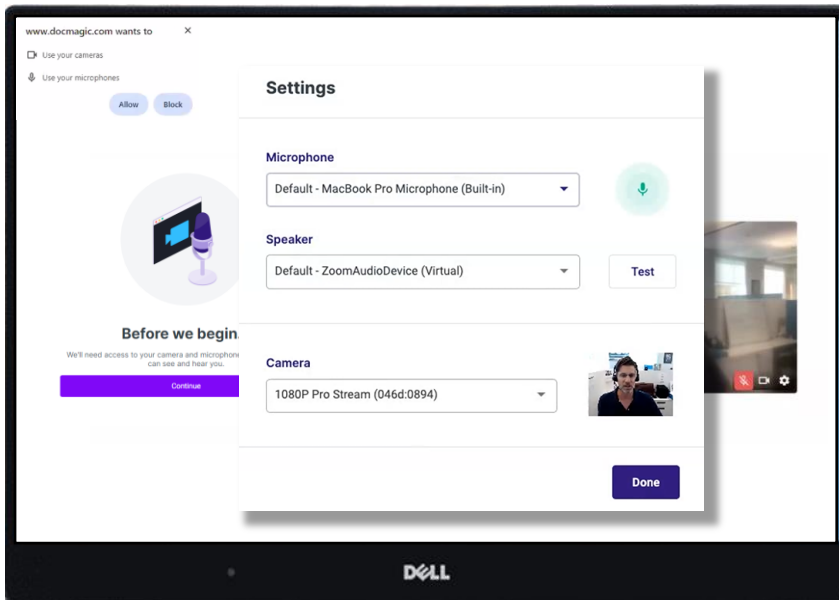 www.docmagic.com wants to
Use your cameras
Use your microphones
Allow Block
Before we begin.
We'll need access to your camera and microphone
can see and hear you.
Continue
Settings
Microphone
Default - MacBook Pro Microphone (Built-in)
Speaker
Default - ZoomAudioDevice (Virtual)
Test
Camera
1080P Pro Stream (046d:0894)
Done
DELL